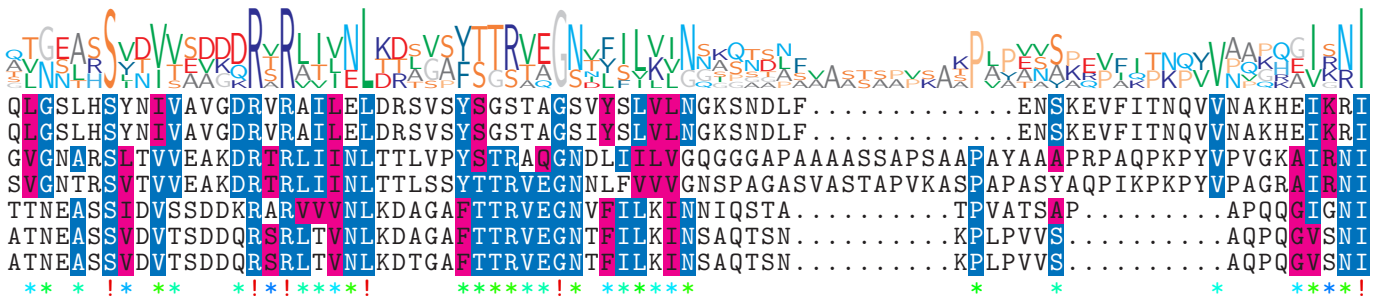 QLGSLHSYNIVAVGDRVRAILELDRSVSYSGSTAGSVYSLVLNGKSNDLF.............ENSKEVFITNQVVNAKHEIKRI
QLGSLHSYNIVAVGDRVRAILELDRSVSYSGSTAGSIYSLVLNGKSNDLF.............ENSKEVFITNQVVNAKHEIKRI
GVGNARSLTVVEAKDRTRLIINLTTLVPYSTRAQGNDLIILVGQGGGAPAAAASSAPSAAPAYAAAPRPAQPKPYVPVGKAIRNI
SVGNTRSVTVVEAKDRTRLIINLTTLSSYTTRVEGNNLFVVVGNSPAGASVASTAPVKASPAPASYAQPIKPKPYVPAGRAIRNI
TTNEASSIDVSSDDKRARVVVNLKDAGAFTTRVEGNVFILKINNIQSTA..........TPVATSAP.........APQQGIGNI
ATNEASSVDVTSDDQRSRLTVNLKDAGAFTTRVEGNTFILKINSAQTSN..........KPLPVVS..........AQPQGVSNI
ATNEASSVDVTSDDQRSRLTVNLKDTGAFTTRVEGNTFILKINSAQTSN..........KPLPVVS..........AQPQGVSNI
** * !* ** *!*!****! ******!* ****** * * * ****!